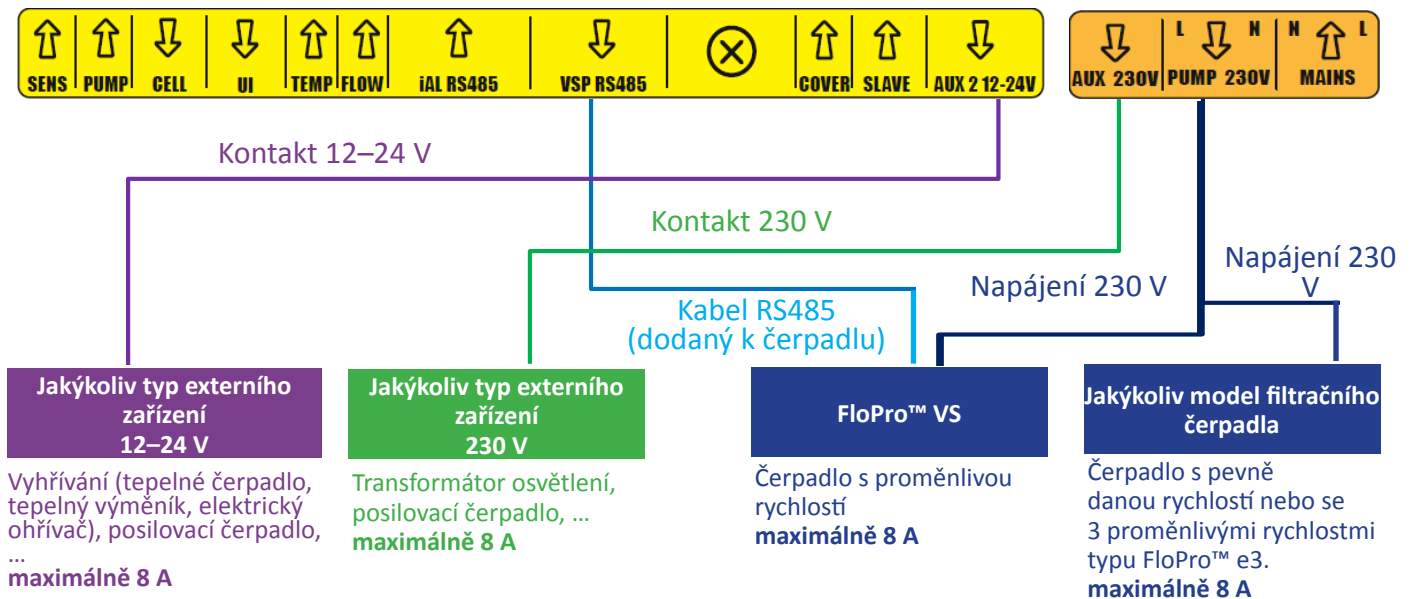 SENS PUMP CELL UI TEMP FLOW iAL RS485 VSP RS485 COVER SLAVE AUX 2 12-24V
L N N L
AUX 230V PUMP 230V MAINS
Kontakt 12–24 V
Kontakt 230 V
Napájení 230 V
Napájení 230
V
Kabel RS485
(dodaný k čerpadlu)
Jakýkoliv typ externího
zařízení
12–24 V
Vyhřívání (tepelné čerpadlo,
tepelný výměník, elektrický
ohřívač), posilovací čerpadlo,
...
maximálně 8 A
Jakýkoliv typ externího
zařízení
230 V
Transformátor osvětlení,
posilovací čerpadlo, ...
maximálně 8 A
FloPro™ VS
Čerpadlo s proměnlivou
rychlostí
maximálně 8 A
Jakýkoliv model filtračního
čerpadla
Čerpadlo s pevně
danou rychlostí nebo se
3 proměnlivými rychlostmi
typu FloPro™ e3.
maximálně 8 A